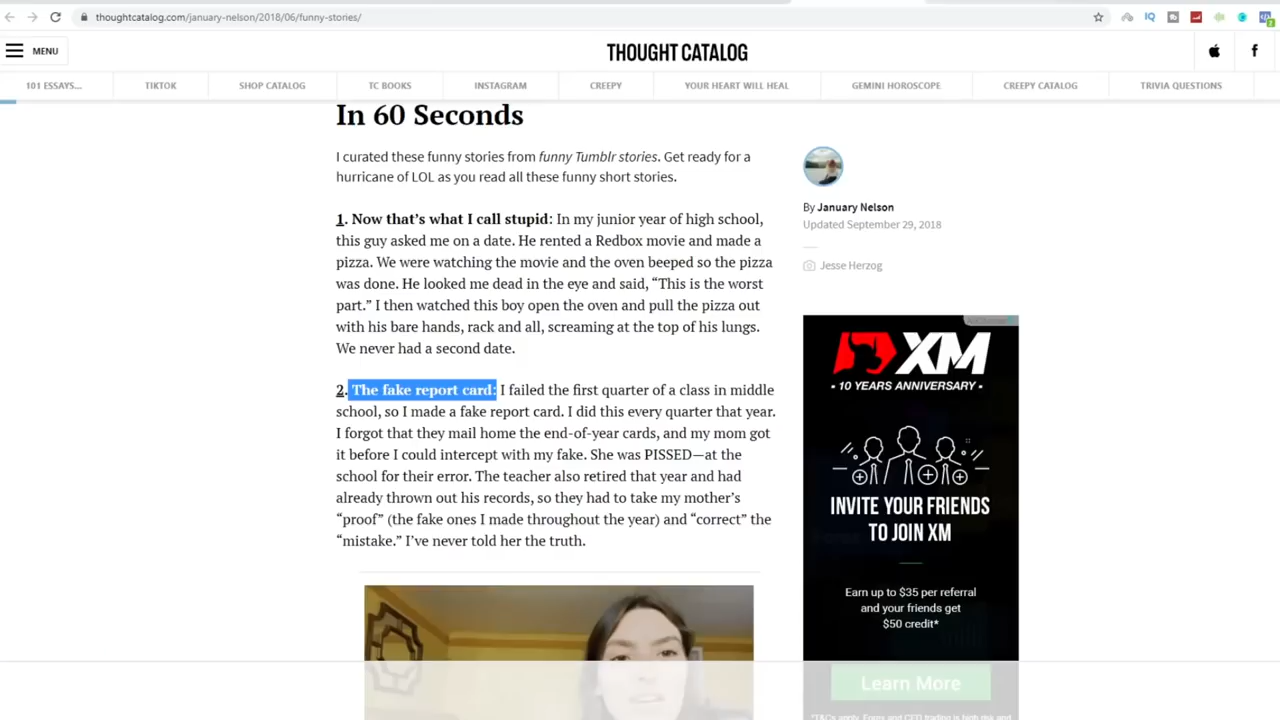 thoughtcatalog.com/january-nelson/2018/06/funny-stories/
MENU
THOUGHT CATALOG
101 ESSAYS...
TIKTOK
SHOP CATALOG
TC BOOKS
INSTAGRAM
CREEPY
YOUR HEART WILL HEAL
GEMINI HOROSCOPE
CREEPY CATALOG
TRIVIA QUESTIONS
In 60 Seconds
I curated these funny stories from funny Tumblr stories. Get ready for a
hurricane of LOL as you read all these funny short stories.
1. Now that’s what I call stupid: In my junior year of high school,
this guy asked me on a date. He rented a Redbox movie and made a
pizza. We were watching the movie and the oven beeped so the pizza
was done. He looked me dead in the eye and said, “This is the worst
part.” I then watched this boy open the oven and pull the pizza out
with his bare hands, rack and all, screaming at the top of his lungs.
We never had a second date.
2. The fake report card: I failed the first quarter of a class in middle
school, so I made a fake report card. I did this every quarter that year.
I forgot that they mail home the end-of-year cards, and my mom got
it before I could intercept with my fake. She was PISSED—at the
school for their error. The teacher also retired that year and had
already thrown out his records, so they had to take my mother’s
“proof” (the fake ones I made throughout the year) and “correct” the
“mistake.” I’ve never told her the truth.
By January Nelson
Updated September 29, 2018
Jesse Herzog
XM
10 YEARS ANNIVERSARY
INVITE YOUR FRIENDS
TO JOIN XM
Earn up to $35 per referral
and your friends get
$50 credit*
Learn More